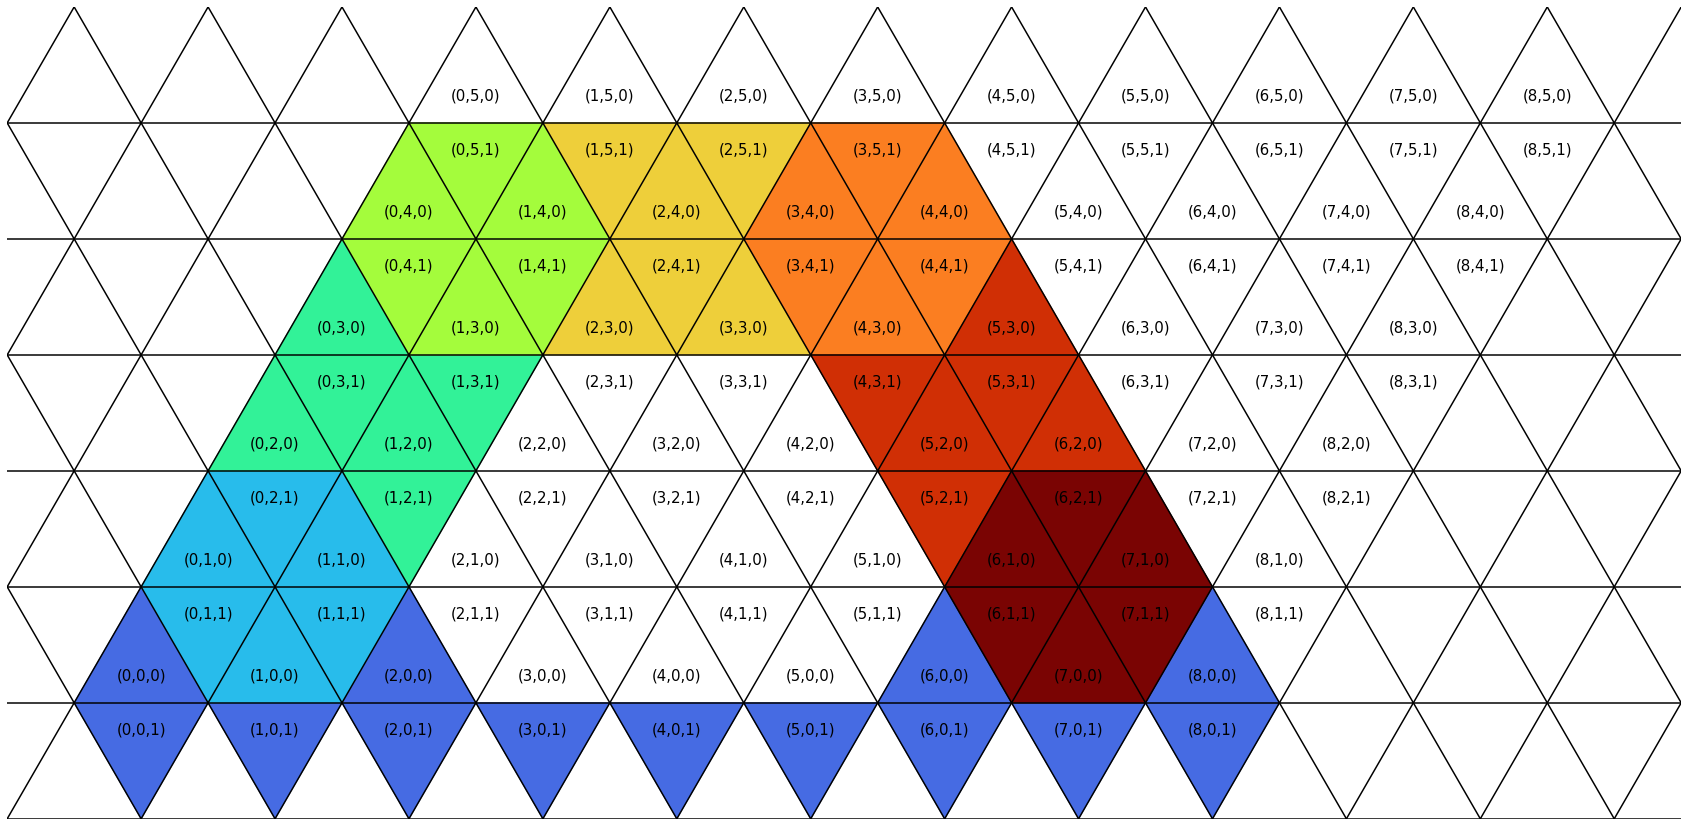 (0,5,0) (1,5,0) (2,5,0) (3,5,0) (4,5,0) (5,5,0) (6,5,0) (7,5,0) (8,5,0)
(0,5,1) (1,5,1) (2,5,1) (3,5,1) (4,5,1) (5,5,1) (6,5,1) (7,5,1) (8,5,1)
(0,4,0) (1,4,0) (2,4,0) (3,4,0) (4,4,0) (5,4,0) (6,4,0) (7,4,0) (8,4,0)
(0,4,1) (1,4,1) (2,4,1) (3,4,1) (4,4,1) (5,4,1) (6,4,1) (7,4,1) (8,4,1)
(0,3,0) (1,3,0) (2,3,0) (3,3,0) (4,3,0) (5,3,0) (6,3,0) (7,3,0) (8,3,0)
(0,3,1) (1,3,1) (2,3,1) (3,3,1) (4,3,1) (5,3,1) (6,3,1) (7,3,1) (8,3,1)
(0,2,0) (1,2,0) (2,2,0) (3,2,0) (4,2,0) (5,2,0) (6,2,0) (7,2,0) (8,2,0)
(0,2,1) (1,2,1) (2,2,1) (3,2,1) (4,2,1) (5,2,1) (6,2,1) (7,2,1) (8,2,1)
(0,1,0) (1,1,0) (2,1,0) (3,1,0) (4,1,0) (5,1,0) (6,1,0) (7,1,0) (8,1,0)
(0,1,1) (1,1,1) (2,1,1) (3,1,1) (4,1,1) (5,1,1) (6,1,1) (7,1,1) (8,1,1)
(0,0,0) (1,0,0) (2,0,0) (3,0,0) (4,0,0) (5,0,0) (6,0,0) (7,0,0) (8,0,0)
(0,0,1) (1,0,1) (2,0,1) (3,0,1) (4,0,1) (5,0,1) (6,0,1) (7,0,1) (8,0,1)